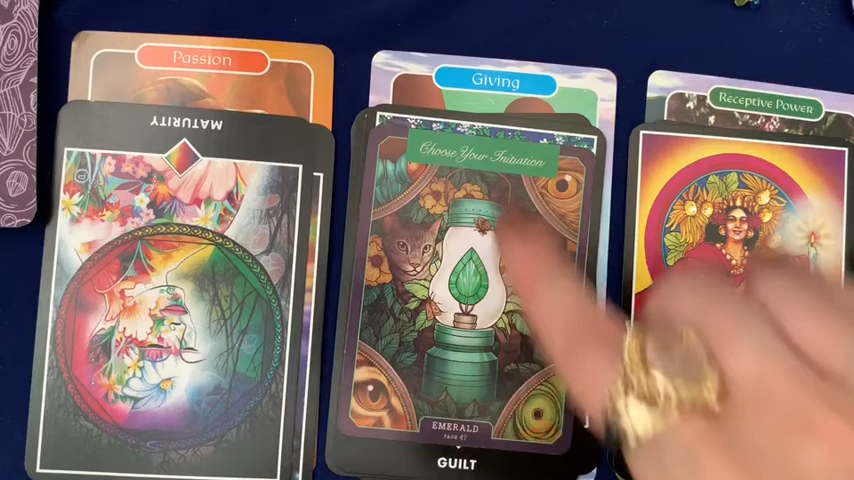 Passion
Giving
Receptive Power
MATURITY
Choose Your Initiation
EMERALD
PAGE 47
GUILT